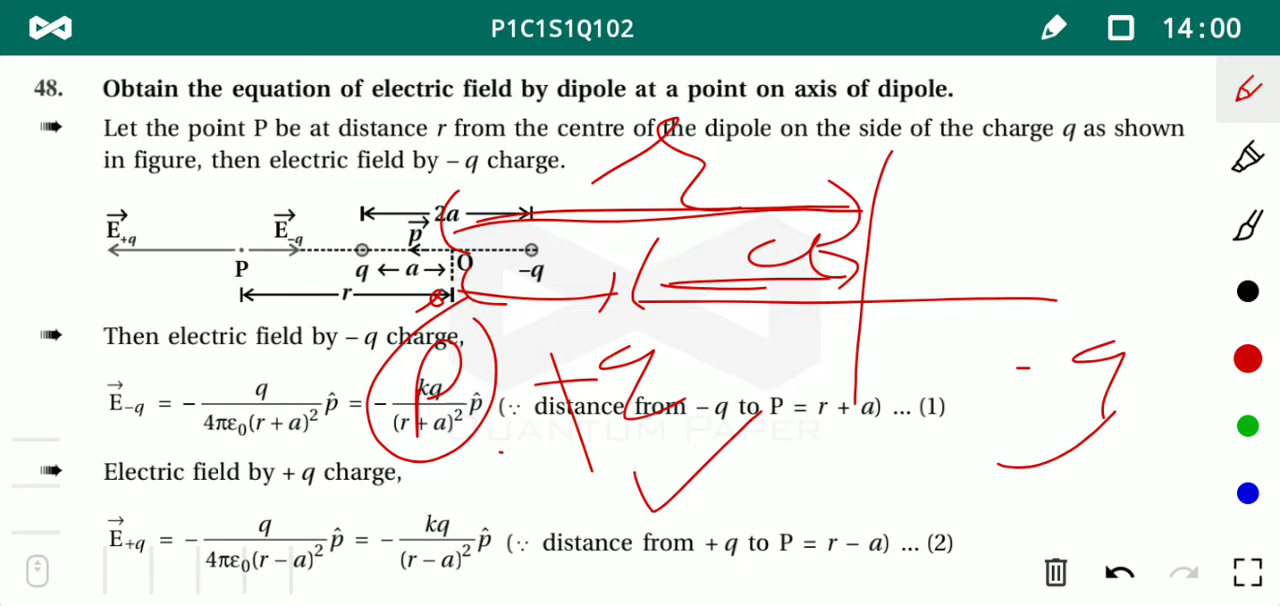 P1C1S1Q102
14:00
48. Obtain the equation of electric field by dipole at a point on axis of dipole.
Let the point P be at distance r from the centre of the dipole on the side of the charge q as shown
in figure, then electric field by – q charge.
E⃗₊q E⃗₋q 2a p⃗
P q ← a → O –q
r
Then electric field by – q charge,
E⃗₋q = – q / 4πε₀(r + a)² p̂ = – kq / (r + a)² p̂ (∵ distance from – q to P = r + a) ... (1)
P +q – q
QUANTUM PAPER
Electric field by + q charge,
E⃗₊q = – q / 4πε₀(r – a)² p̂ = – kq / (r – a)² p̂ (∵ distance from + q to P = r – a) ... (2)